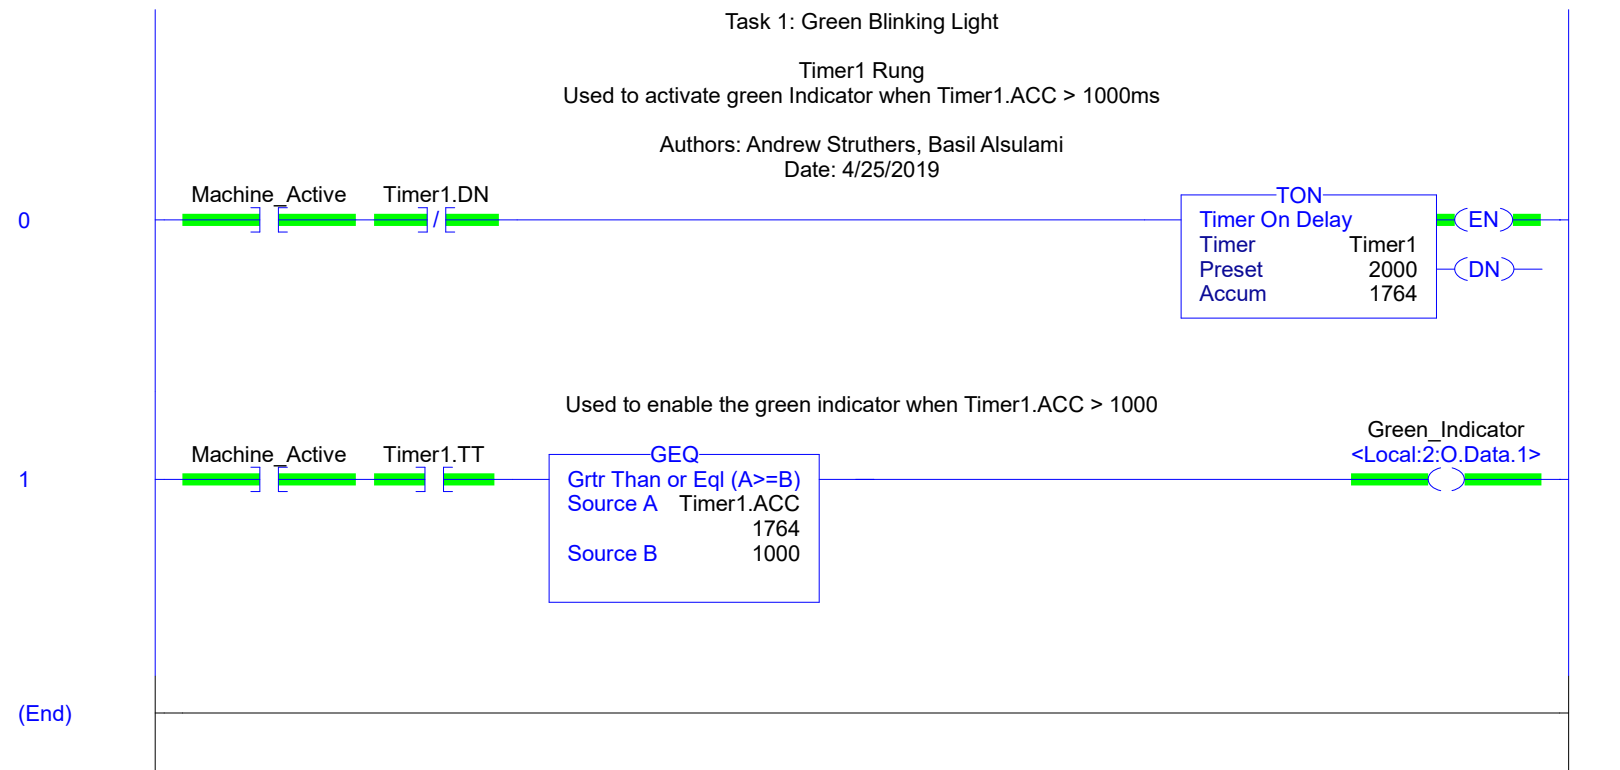 Task 1: Green Blinking Light
Timer1 Rung
Used to activate green Indicator when Timer1.ACC > 1000ms
Authors: Andrew Struthers, Basil Alsulami
Date: 4/25/2019
Machine_Active Timer1.DN
0
/
TON
Timer On Delay
Timer Timer1
Preset 2000
Accum 1764
EN
DN
Used to enable the green indicator when Timer1.ACC > 1000
Machine_Active Timer1.TT
1
GEQ
Grtr Than or Eql (A>=B)
Source A Timer1.ACC
1764
Source B 1000
Green_Indicator
<Local:2:O.Data.1>
(End)